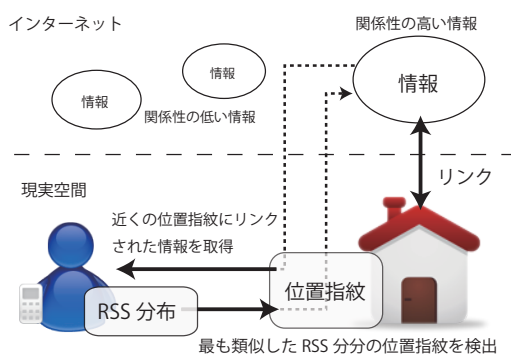 インターネット
関係性の高い情報
情報
情報
情報
関係性の低い情報
リンク
現実空間
近くの位置指紋にリンク
された情報を取得
位置指紋
RSS 分布
最も類似した RSS 分分の位置指紋を検出